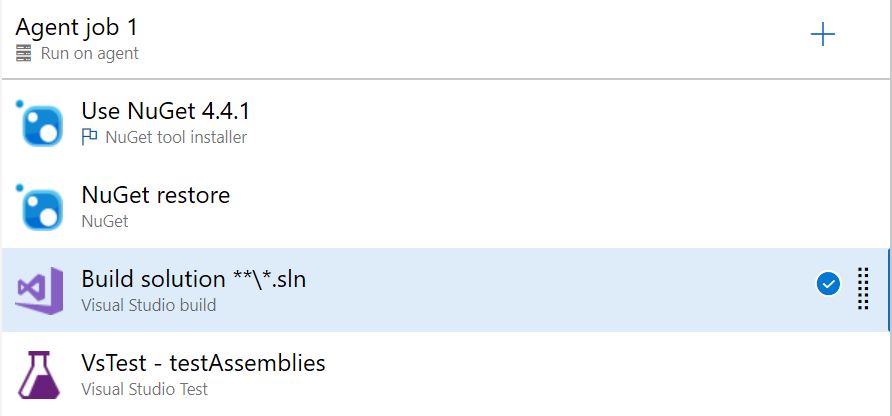 Agent job 1
Run on agent
Use NuGet 4.4.1
NuGet tool installer
NuGet restore
NuGet
Build solution **\*.sln
Visual Studio build
VsTest - testAssemblies
Visual Studio Test